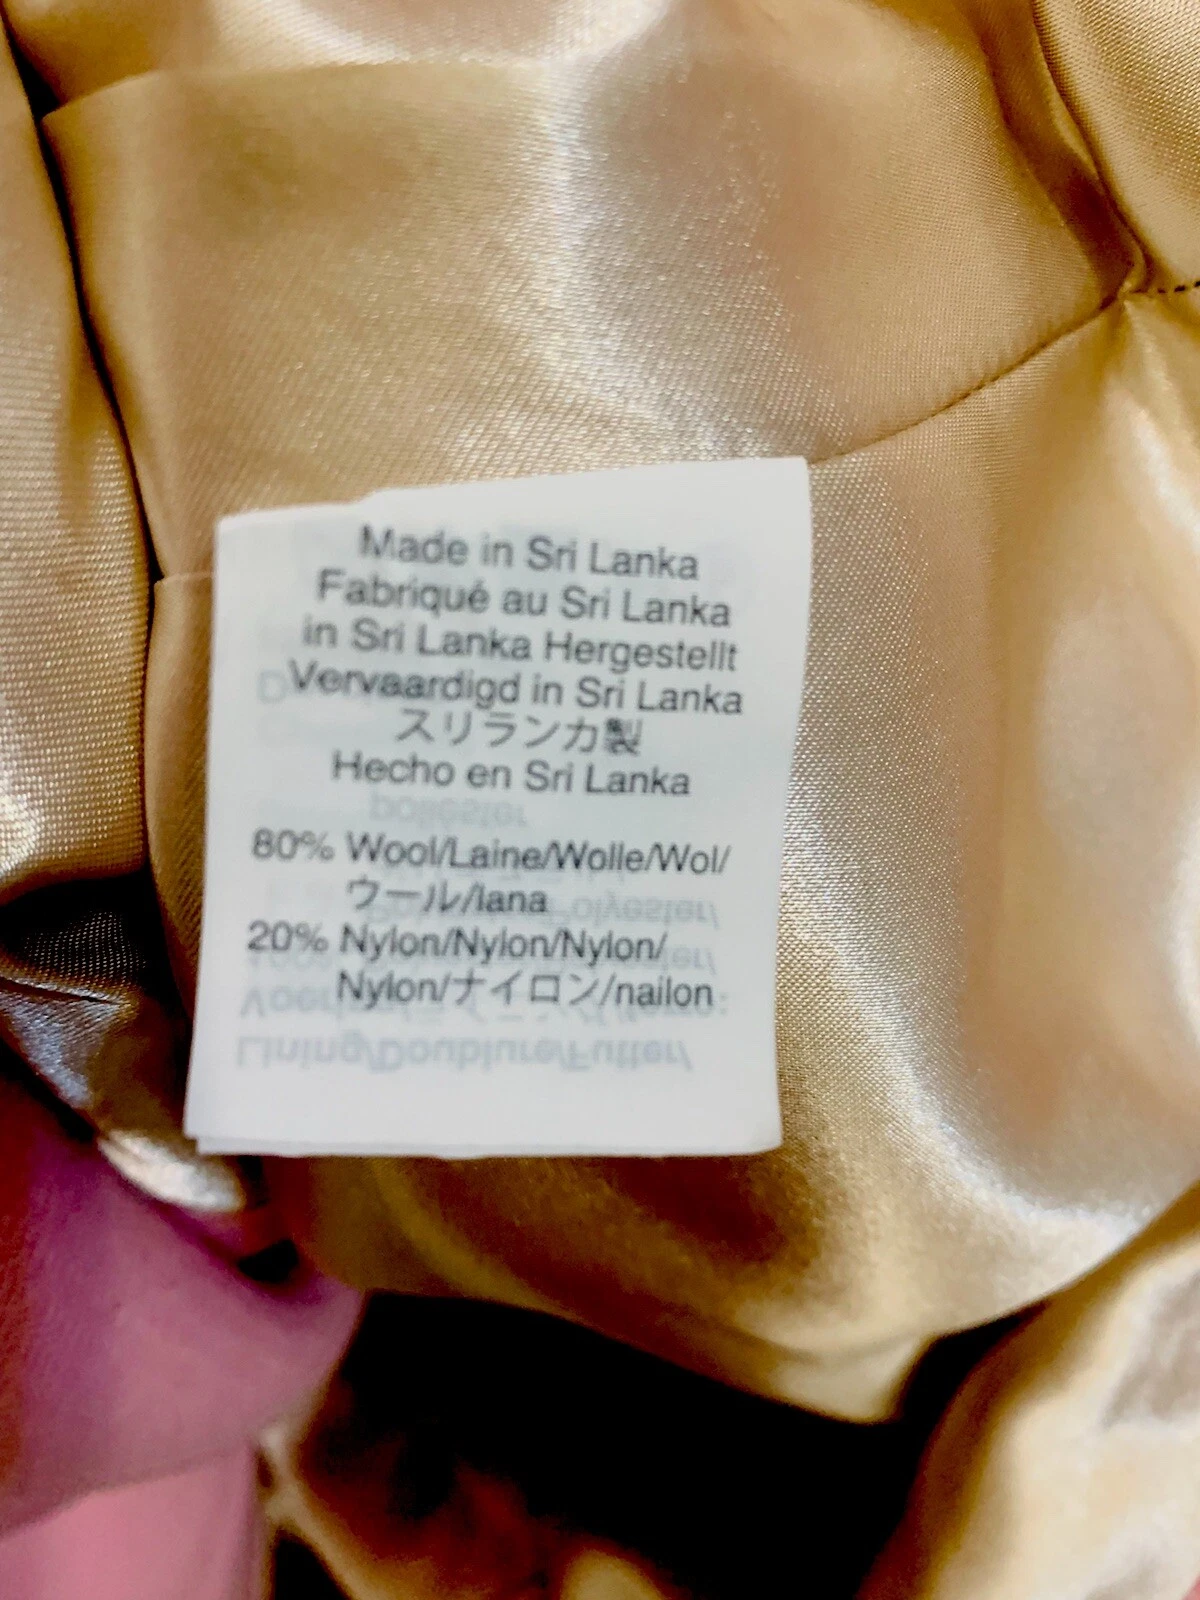 Made in Sri Lanka
Fabriqué au Sri Lanka
in Sri Lanka Hergestellt
Vervaardigd in Sri Lanka
スリランカ製
Hecho en Sri Lanka
80% Wool/Laine/Wolle/Wol/
ウール/lana
20% Nylon/Nylon/Nylon/
Nylon/ナイロン/nailon